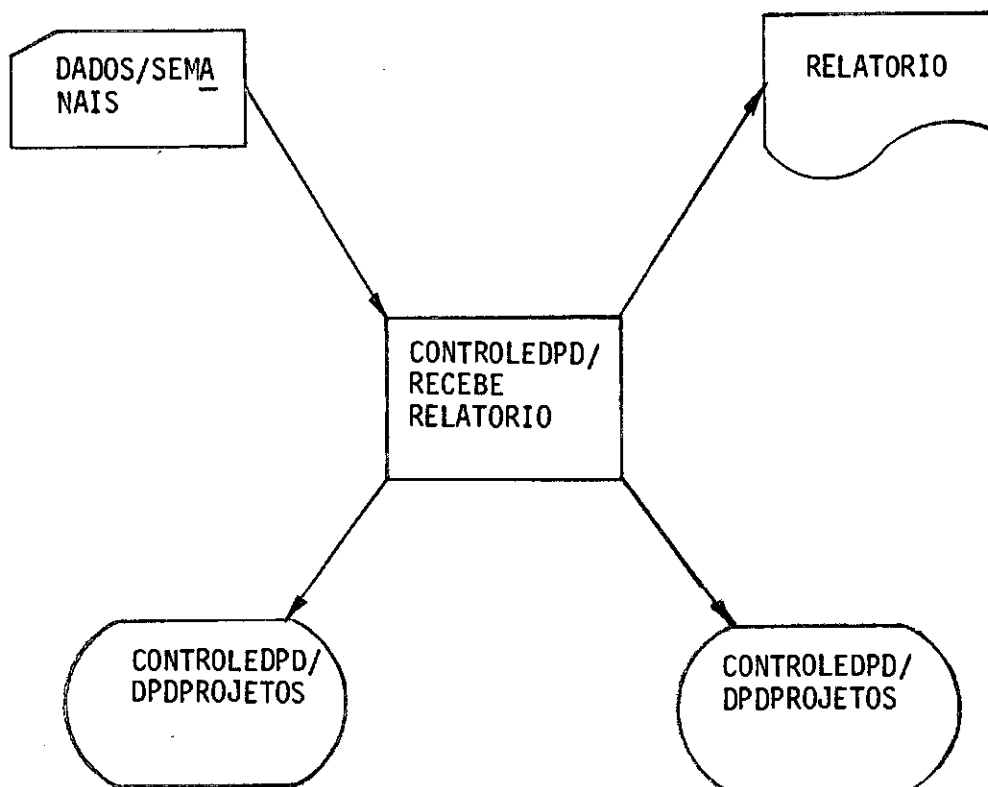 DADOS/SEMA
NAIS
RELATORIO
CONTROLEDPD/
RECEBE
RELATORIO
CONTROLEDPD/
DPDPROJETOS
CONTROLEDPD/
DPDPROJETOS